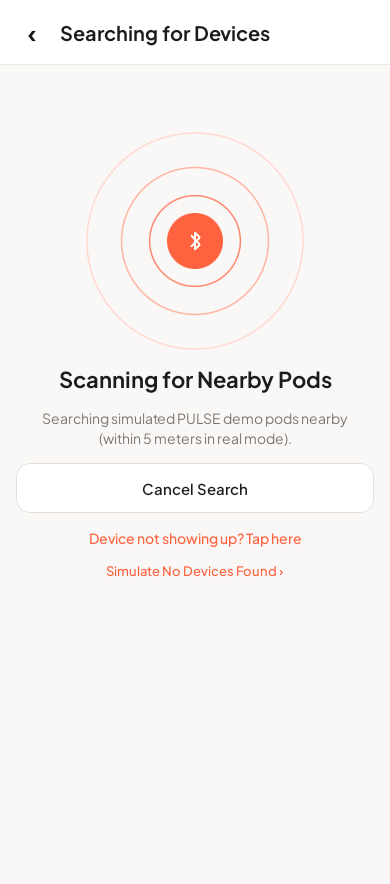 ‹ Searching for Devices
Scanning for Nearby Pods
Searching simulated PULSE demo pods nearby
(within 5 meters in real mode).
Cancel Search
Device not showing up? Tap here
Simulate No Devices Found ›